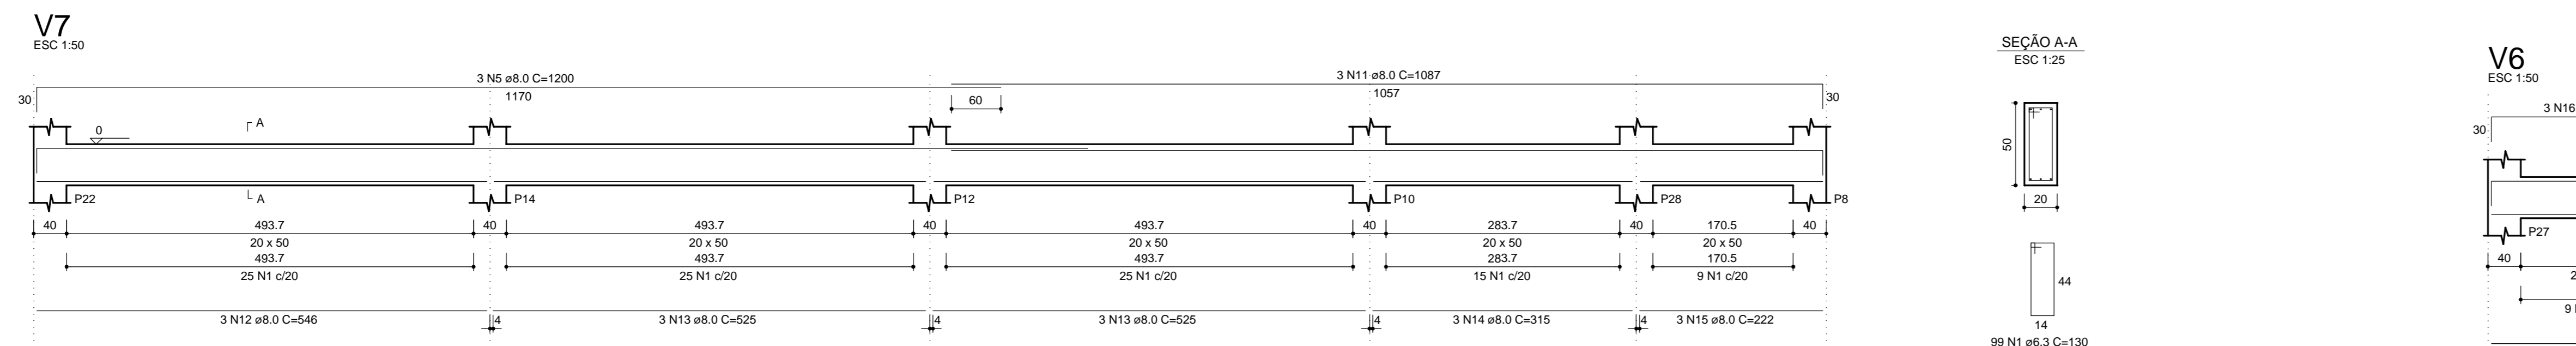 V7
ESC 1:50
3 N5 ø8.0 C=1200
3 N11 ø8.0 C=1087
30
1170
60
1057
30
0
A
A
P22
P14
P12
P10
P28
P8
40
493.7
40
493.7
40
493.7
40
283.7
40
170.5
40
20 x 50
20 x 50
20 x 50
20 x 50
20 x 50
493.7
493.7
493.7
283.7
170.5
25 N1 c/20
25 N1 c/20
25 N1 c/20
15 N1 c/20
9 N1 c/20
3 N12 ø8.0 C=546
4
3 N13 ø8.0 C=525
4
3 N13 ø8.0 C=525
4
3 N14 ø8.0 C=315
4
3 N15 ø8.0 C=222
SEÇÃO A-A
ESC 1:25
50
20
44
14
99 N1 ø6.3 C=130
V6
ESC 1:50
3 N16
30
P27
40
2
9